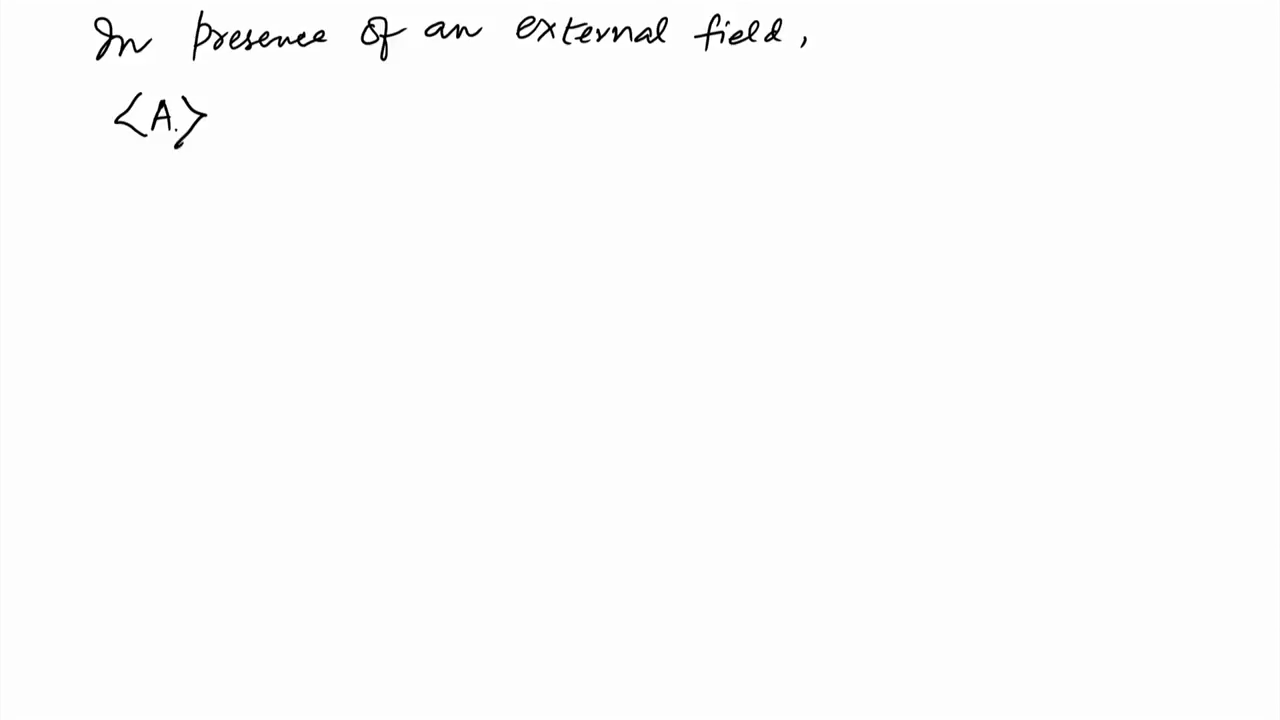 In presence of an external field,
<A.>